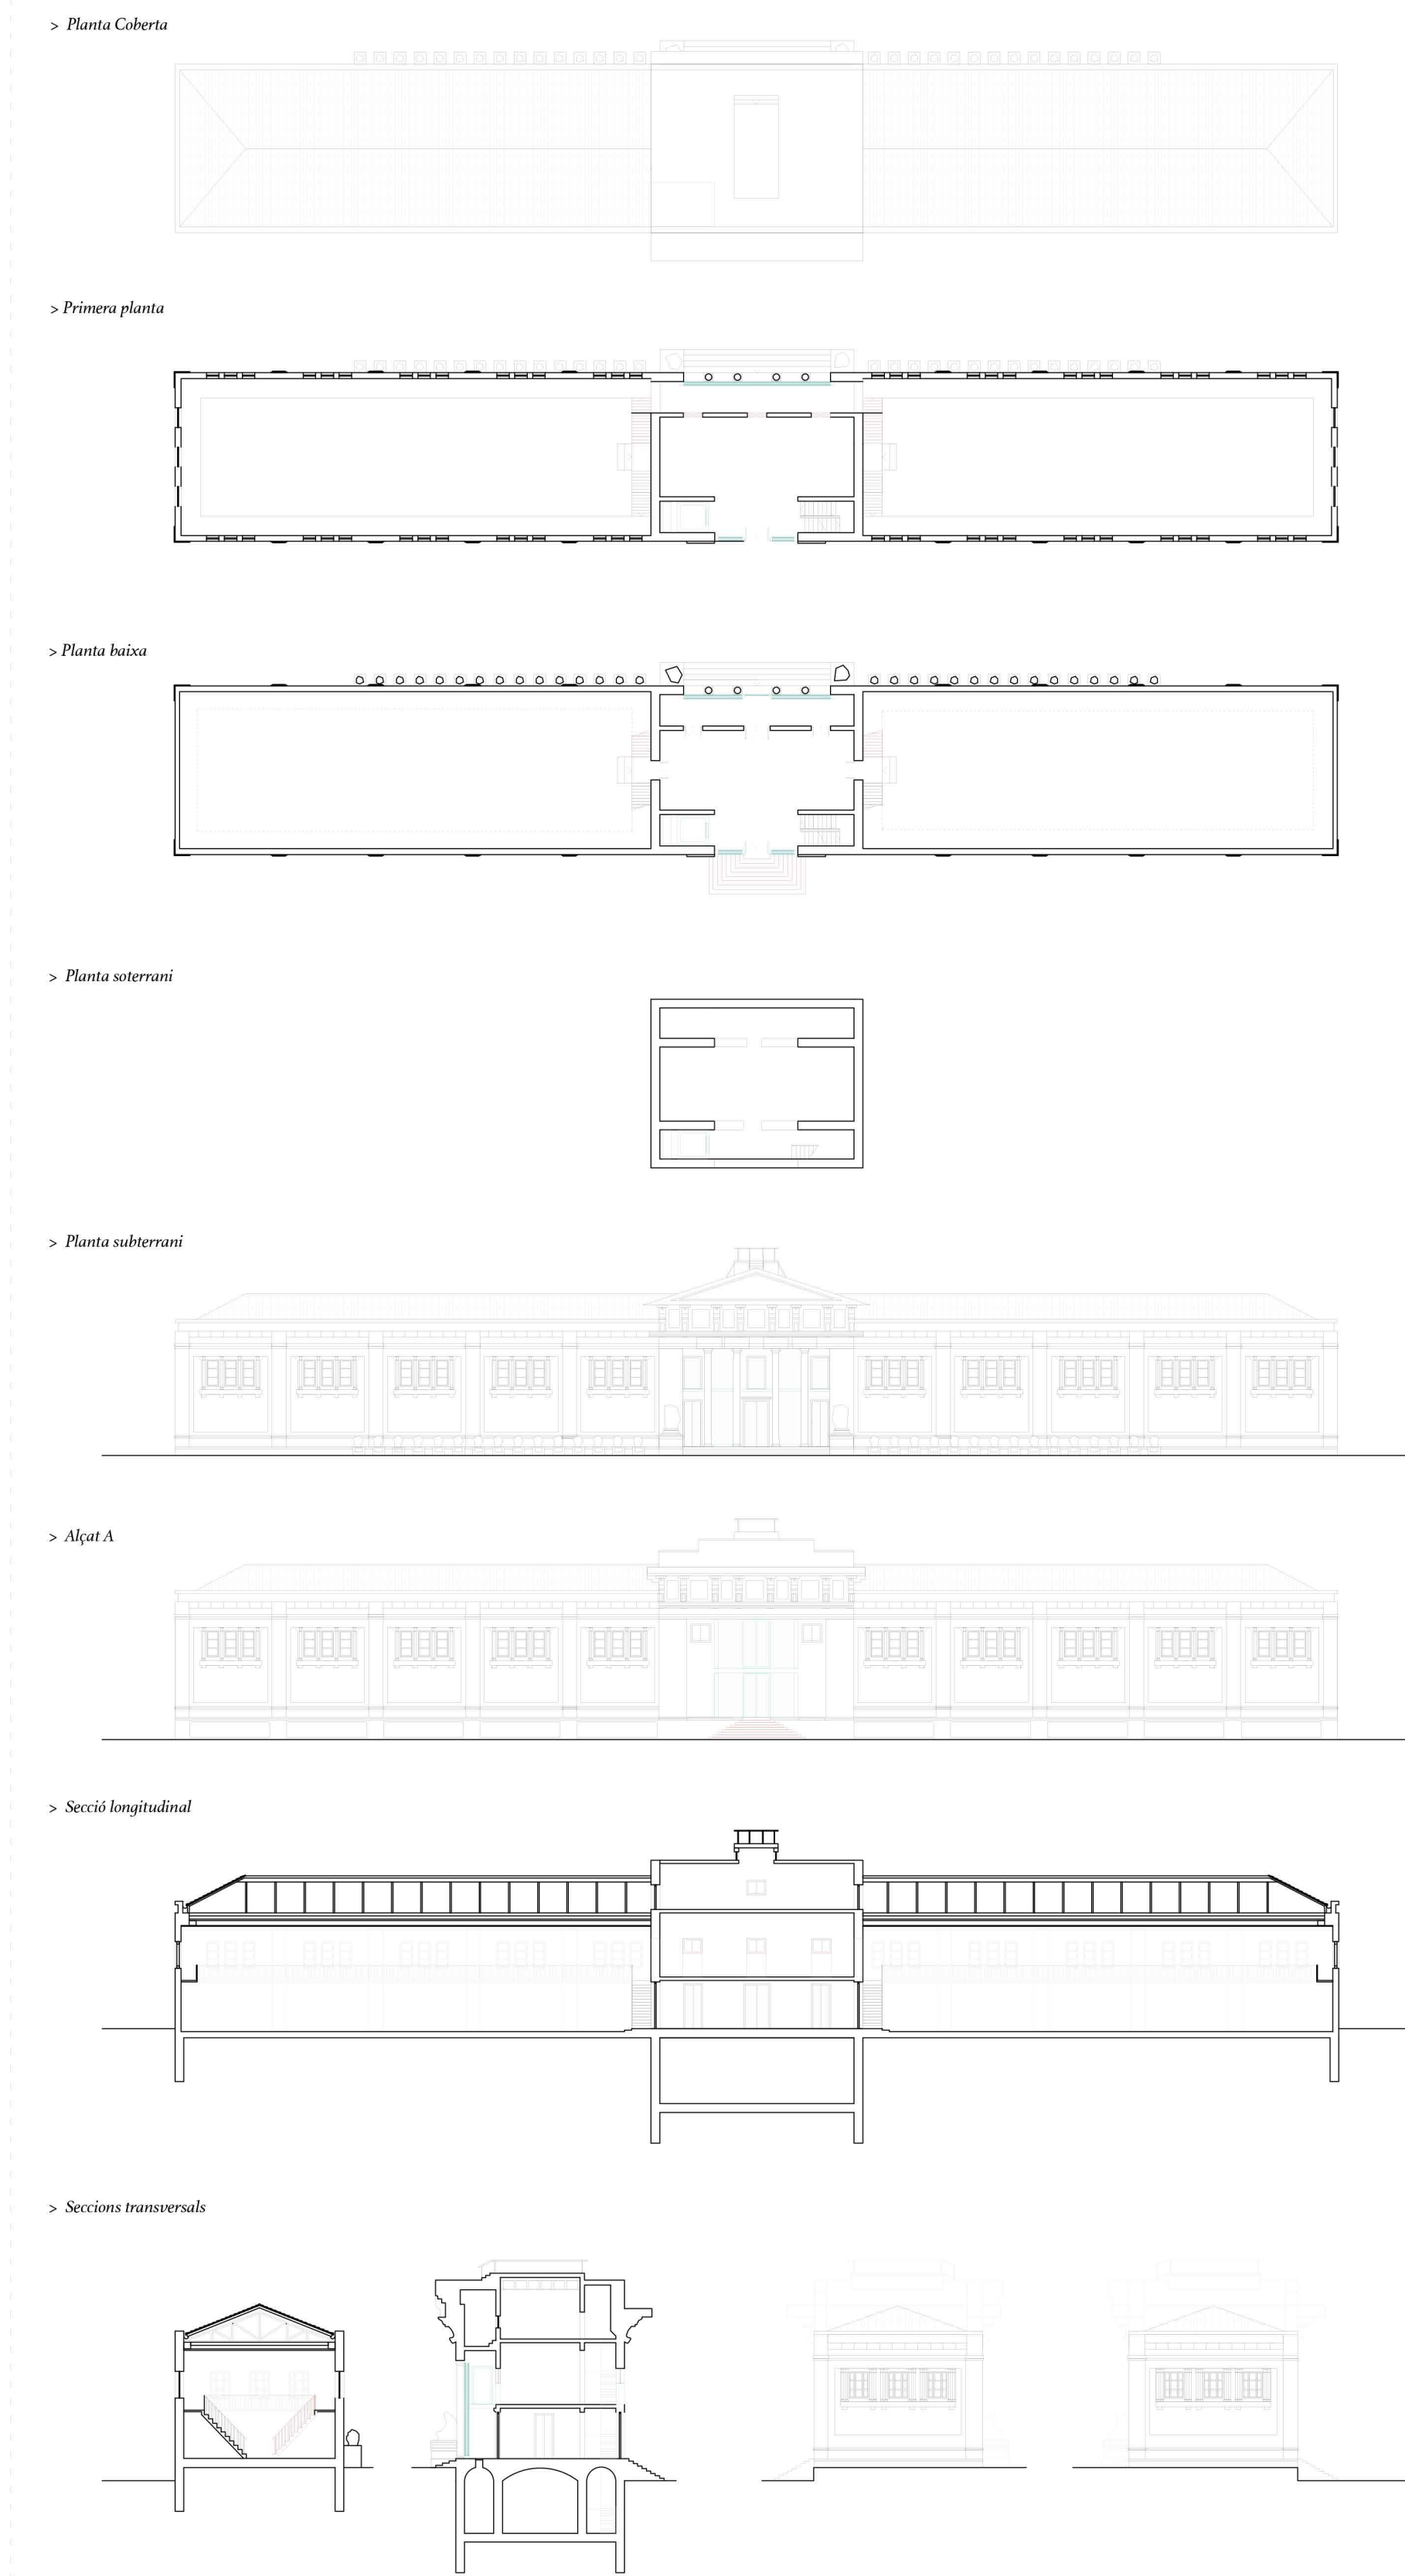 > Planta Coberta
> Primera planta
> Planta baixa
> Planta soterrani
> Planta subterrani
> Alçat A
> Secció longitudinal
> Seccions transversals